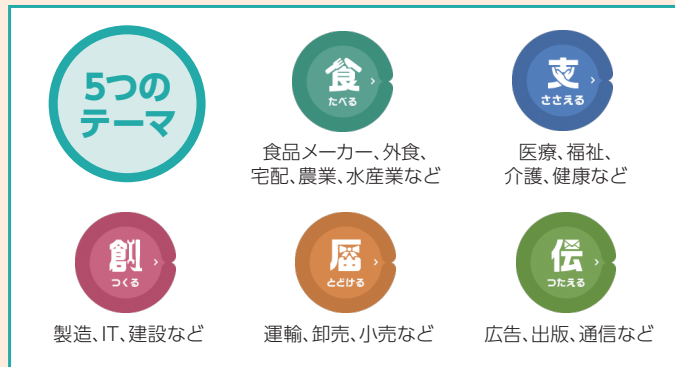 5つの
テーマ
食
たべる
食品メーカー、外食、
宅配、農業、水産業など
支
ささえる
医療、福祉、
介護、健康など
創
つくる
製造、IT、建設など
届
とどける
運輸、卸売、小売など
伝
つたえる
広告、出版、通信など